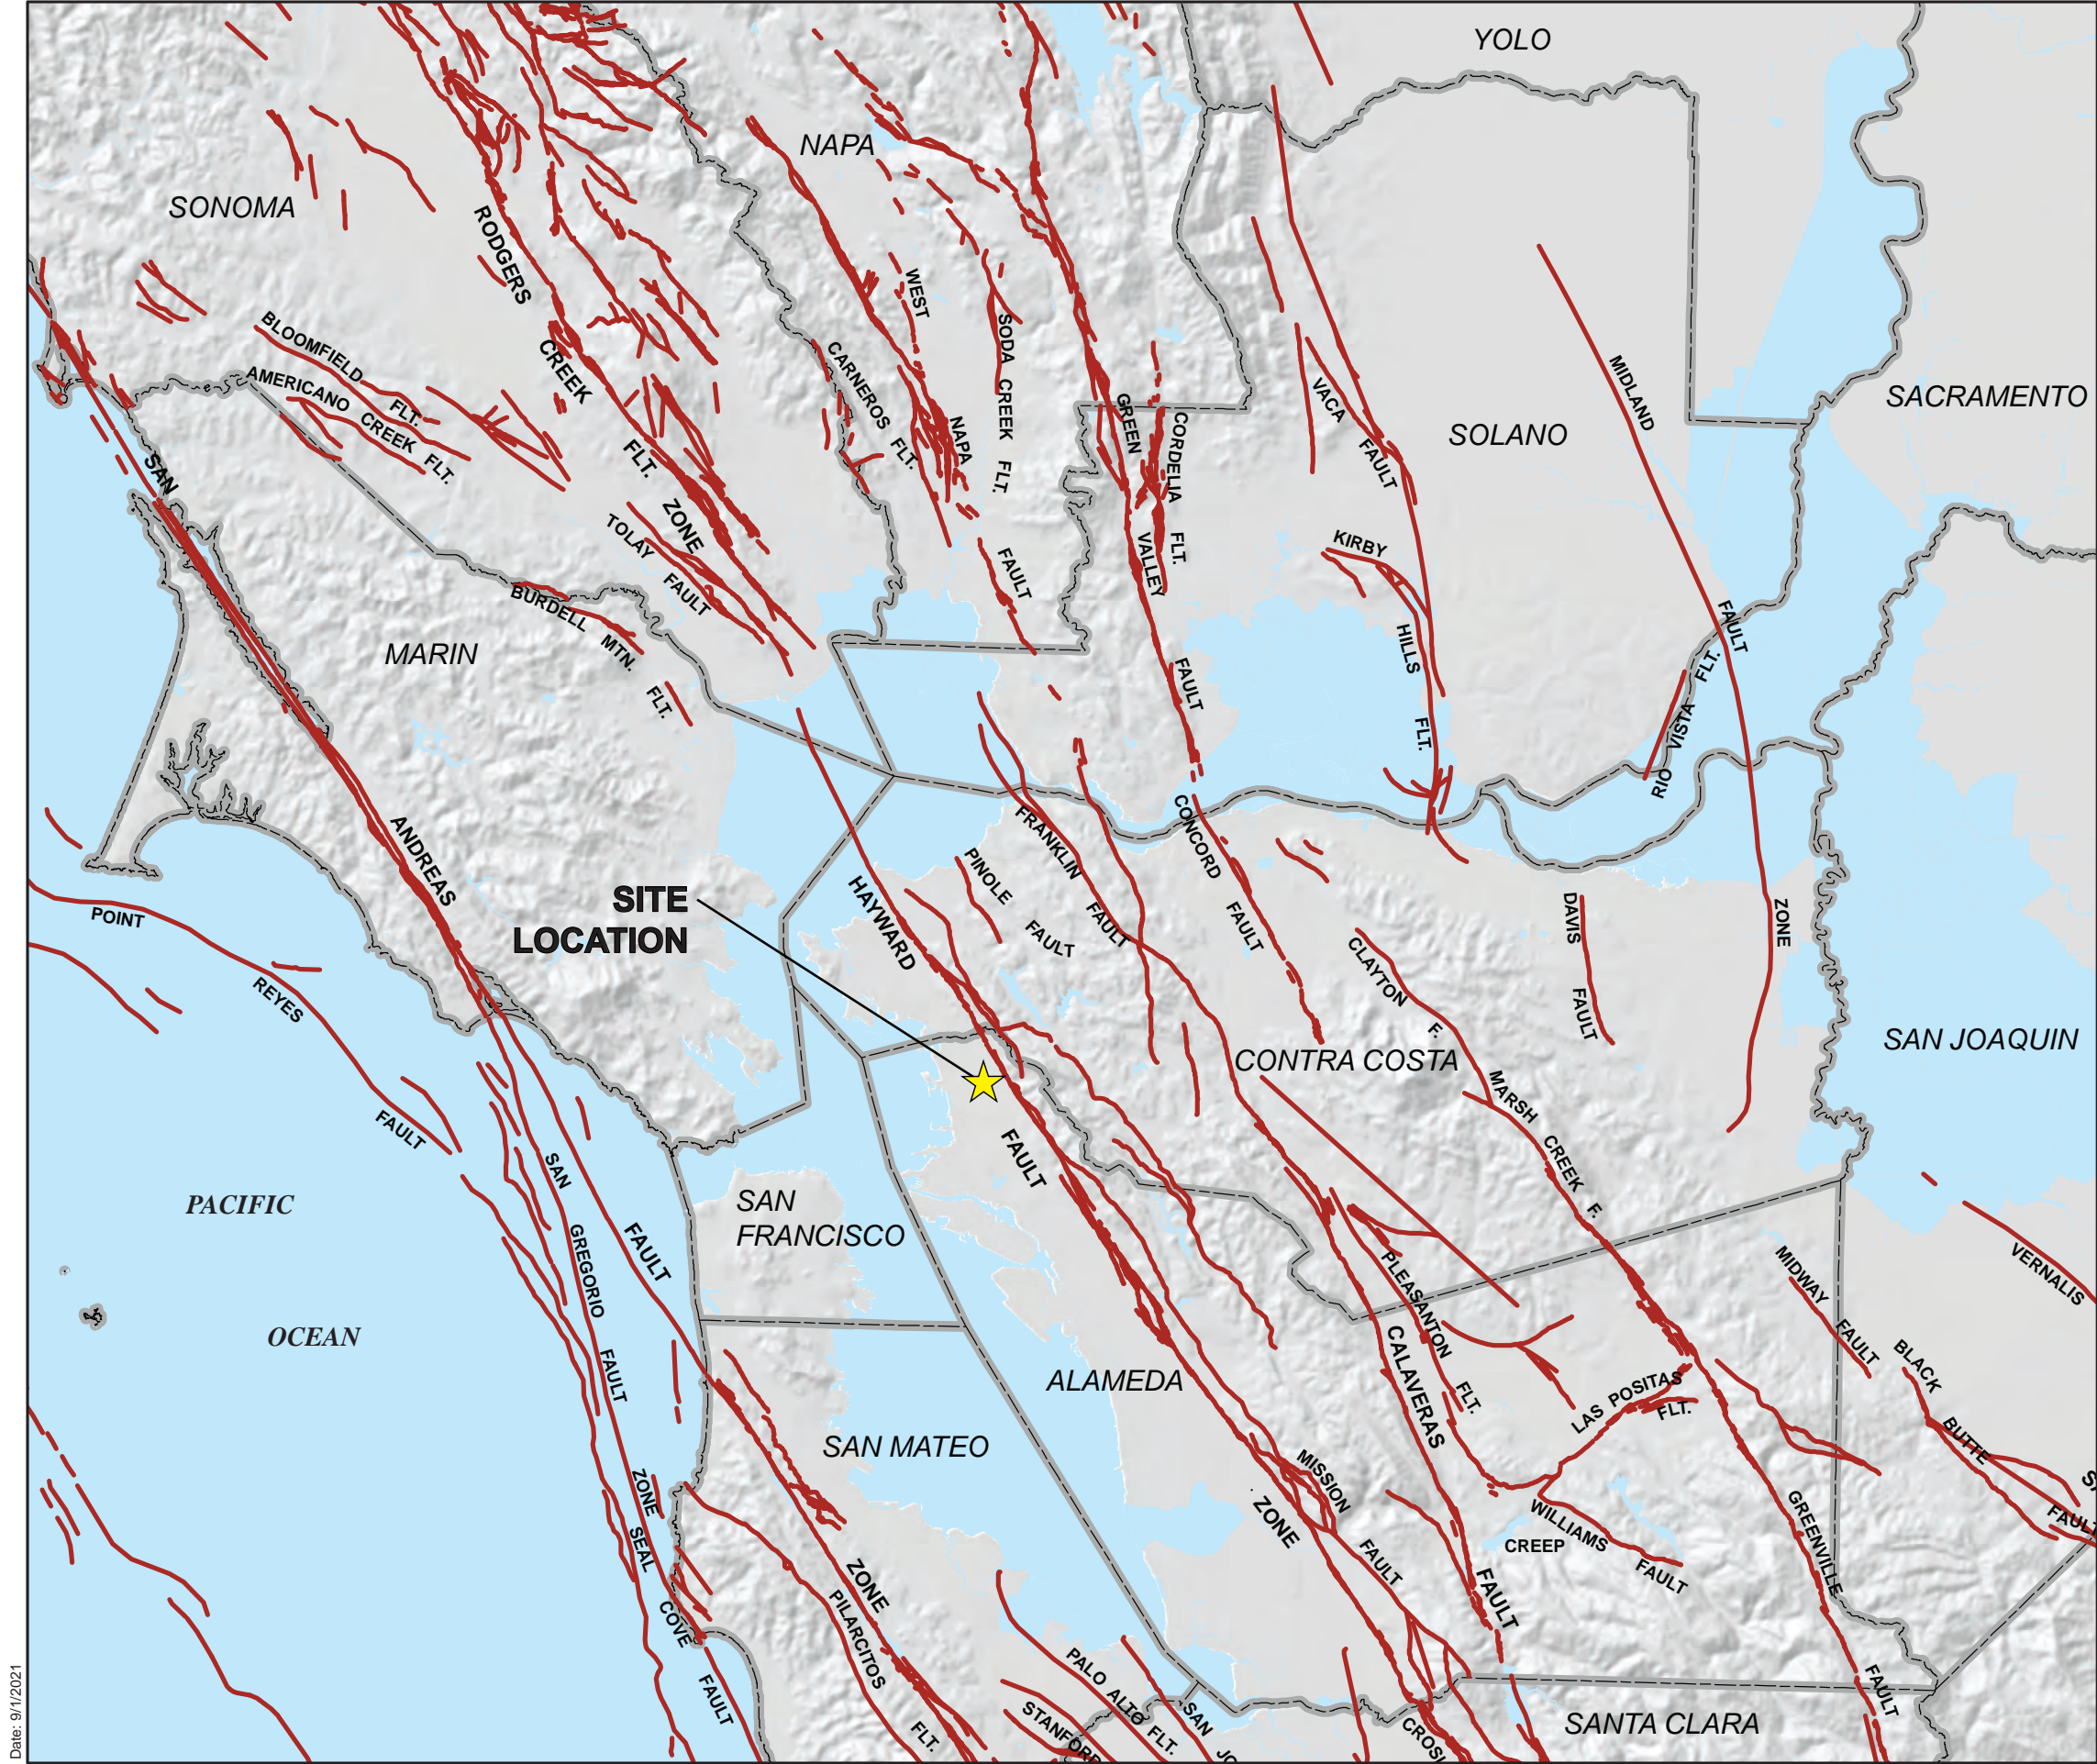 YOLO
NAPA
SONOMA
RODGERS
CREEK
FLT.
ZONE
WEST
NAPA
FAULT
SODA CREEK FLT.
CARNEROS FLT.
BLOOMFIELD
FLT.
AMERICANO CREEK FLT.
SACRAMENTO
SOLANO
MIDLAND
FAULT
ZONE
VACA
FAULT
GREEN
VALLEY
FAULT
CORDELIA
FLT.
KIRBY
HILLS
FLT.
TOLAY
FAULT
BURDELL
MTN.
FLT.
MARIN
SAN
ANDREAS
FAULT
ZONE
RIO VISTA FLT.
CONCORD
FAULT
FRANKLIN
FAULT
PINOLE
FAULT
HAYWARD
FAULT
ZONE
SITE
LOCATION
POINT
REYES
FAULT
DAVIS
FAULT
CLAYTON
F.
MARSH
CREEK
F.
CONTRA COSTA
SAN JOAQUIN
PACIFIC
OCEAN
SAN
GREGORIO
FAULT
ZONE
SEAL
COVE
FAULT
SAN
FRANCISCO
VERNALIS
MIDWAY
FAULT
BLACK
BUTTE
FAULT
PLEASANTON
FLT.
CALAVERAS
FAULT
LAS POSITAS
FLT.
ALAMEDA
SAN MATEO
MISSION
FAULT
WILLIAMS
FAULT
CREEP
GREENVILLE
FAULT
PILARCITOS
FLT.
PALO ALTO FLT.
STANFORD
SAN JO
CROSL
SANTA CLARA
Date: 9/1/2021